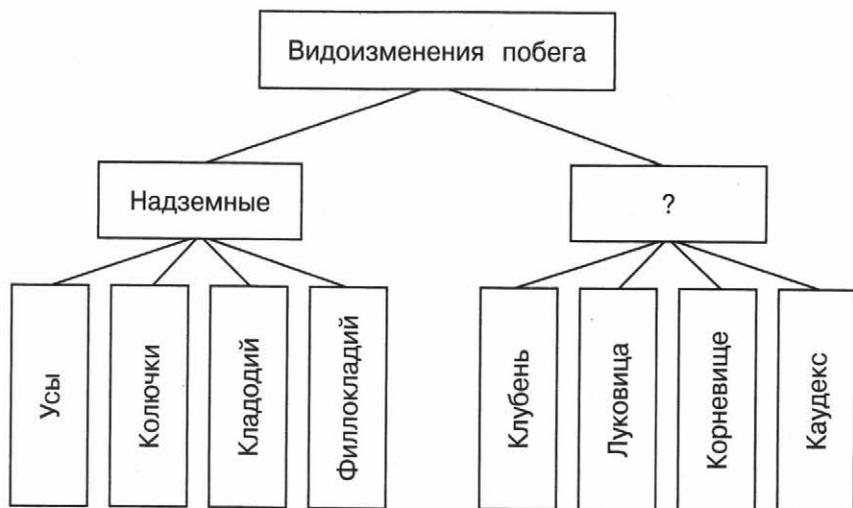 Видоизменения побега
Надземные
?
Усы
Колючки
Кладодий
Филлокладий
Клубень
Луковица
Корневище
Каудекс